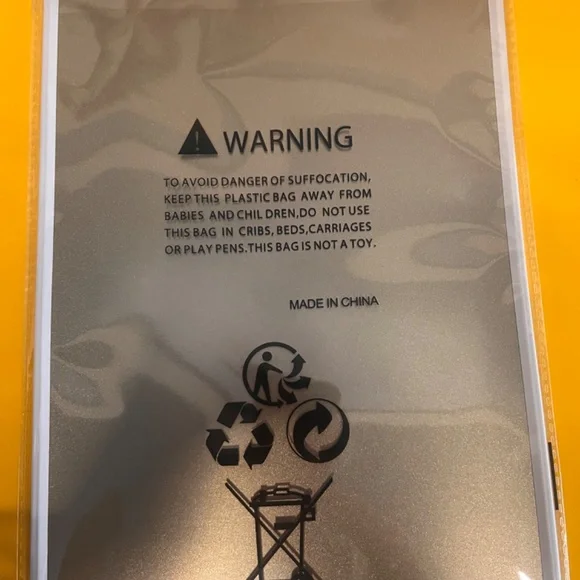 WARNING
TO AVOID DANGER OF SUFFOCATION,
KEEP THIS PLASTIC BAG AWAY FROM
BABIES AND CHIL DREN,DO NOT USE
THIS BAG IN CRIBS, BEDS,CARRIAGES
OR PLAY PENS.THIS BAG IS NOT A TOY.
MADE IN CHINA